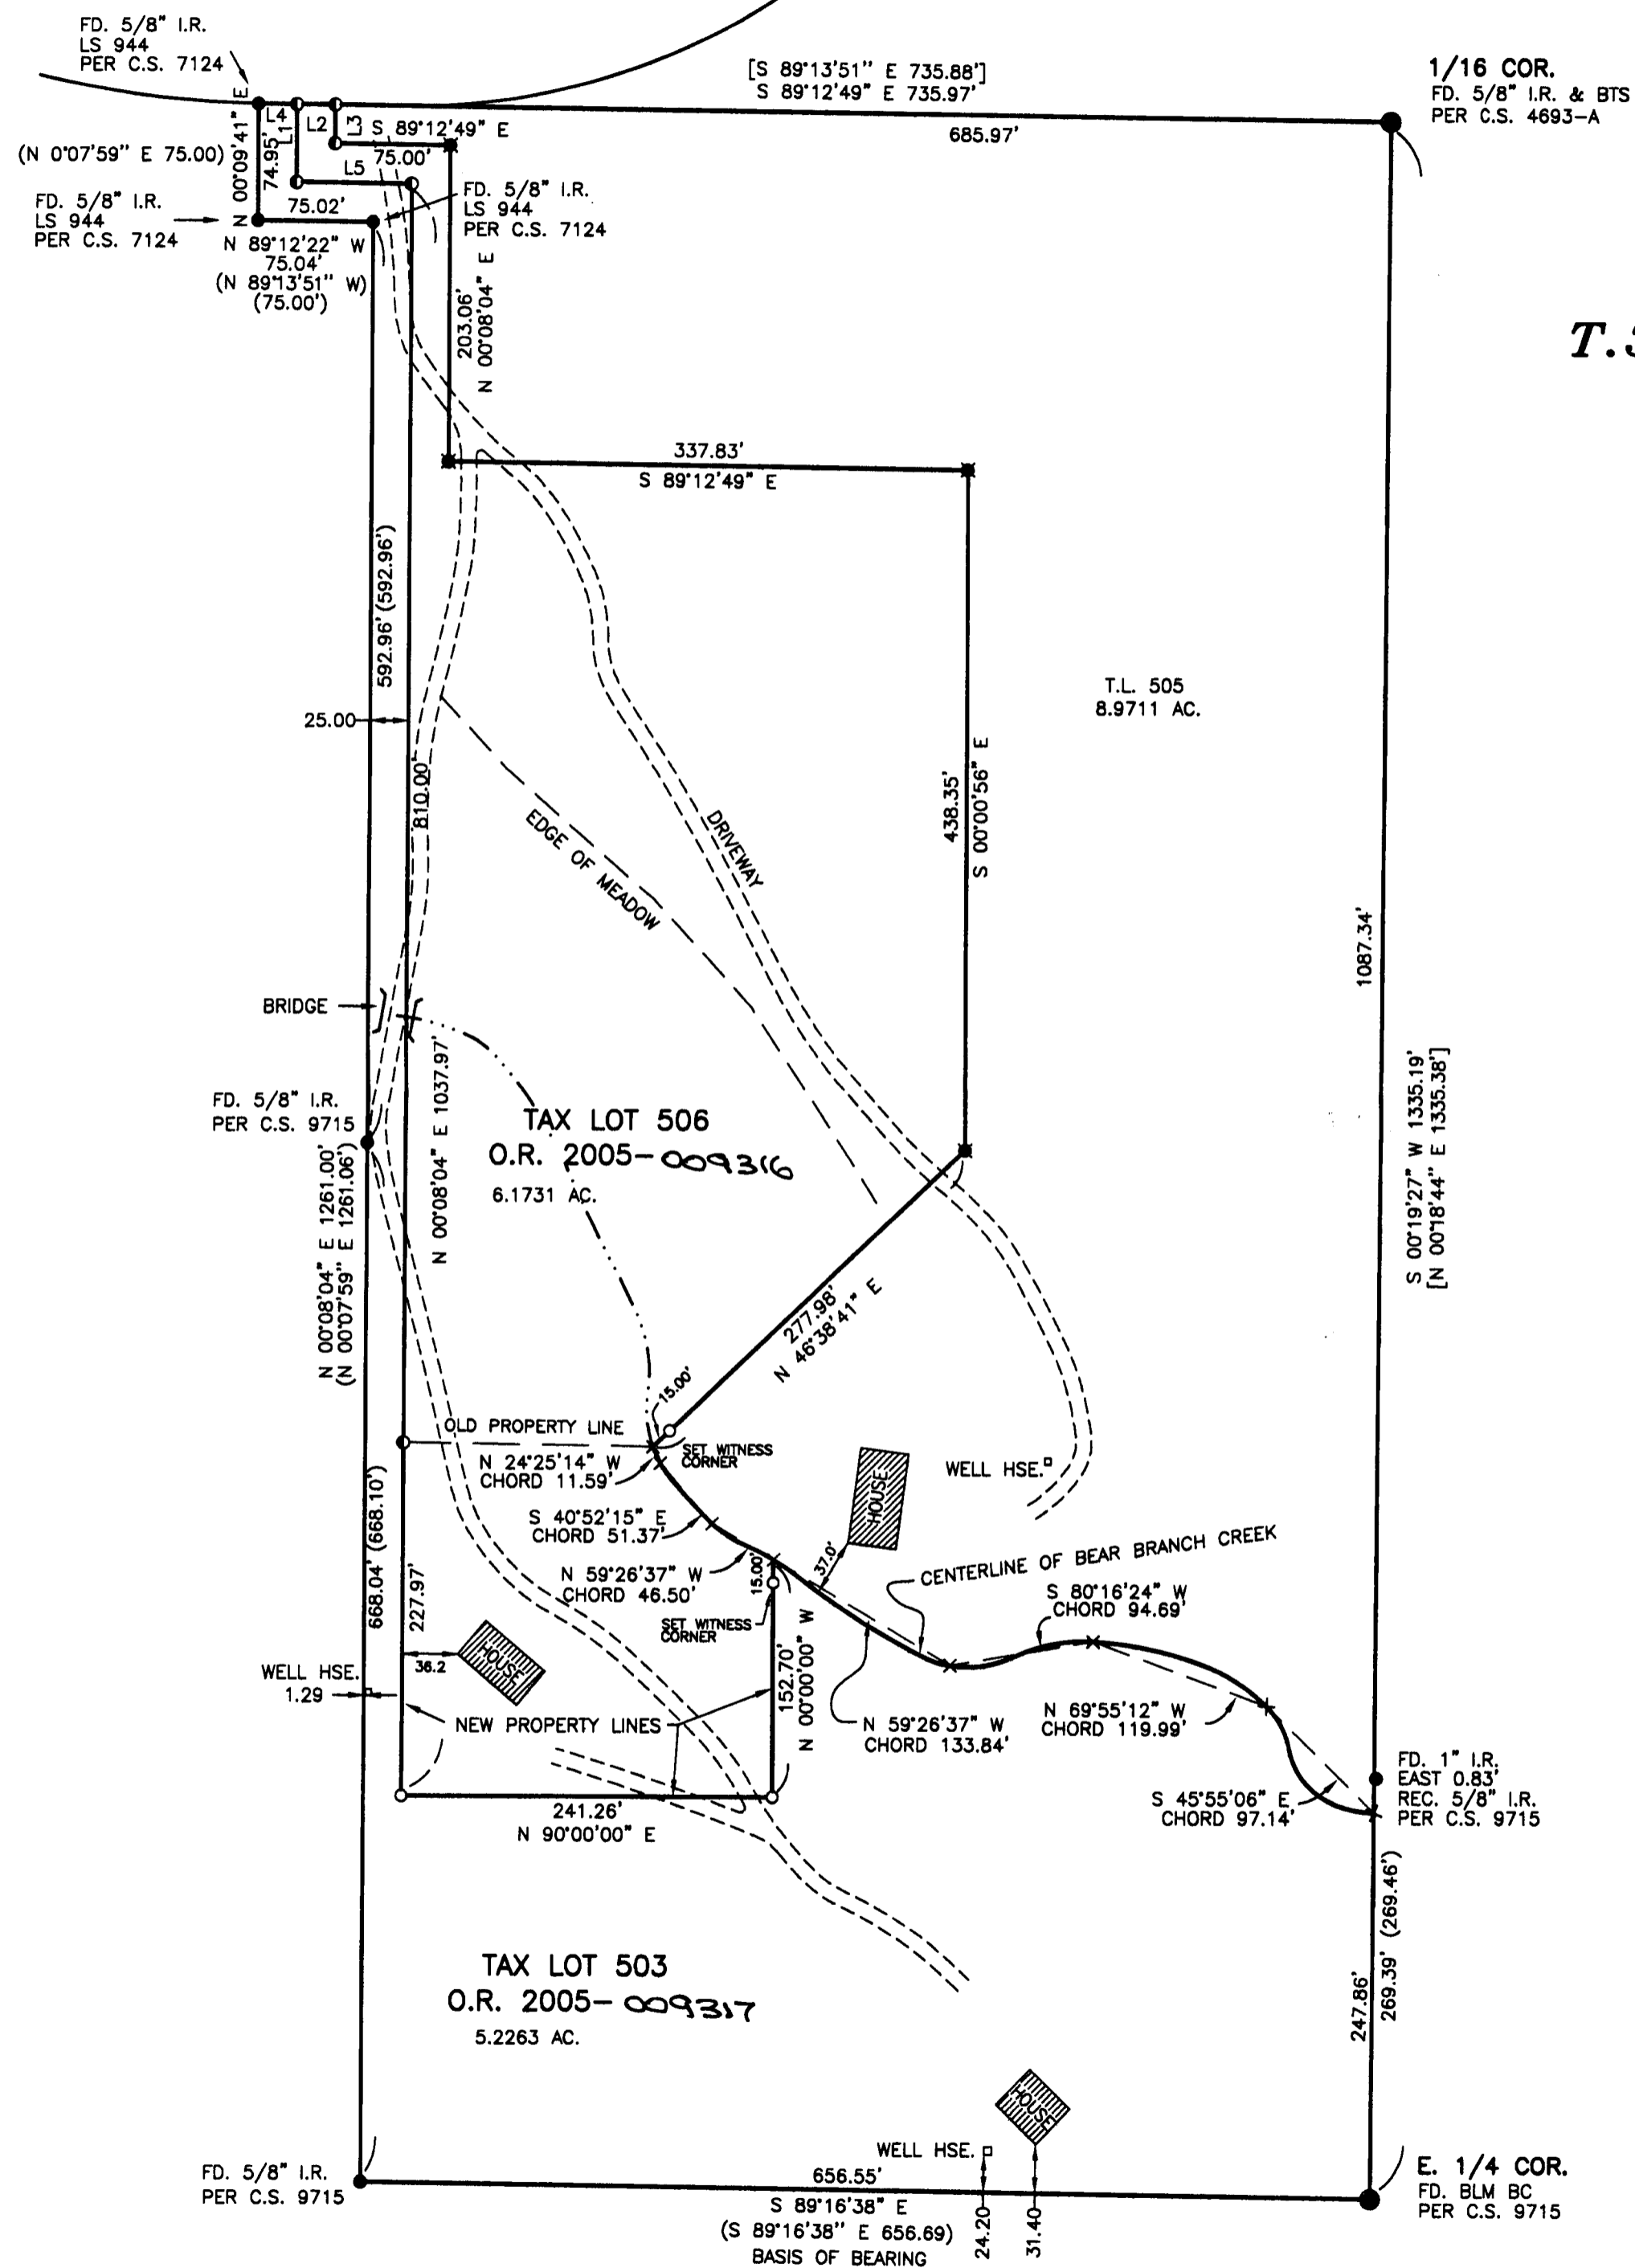 FD. 5/8" I.R.
LS 944
PER C.S. 7124
[S 89°13'51" E 735.88']
S 89°12'49" E 735.97'
685.97'
1/16 COR.
FD. 5/8" I.R. & BTS
PER C.S. 4693-A
L4
L1
L2
L3
S 89°12'49" E
75.00'
L5
N 00°09'41" E
74.95'
(N 0°07'59" E 75.00)
FD. 5/8" I.R.
LS 944
PER C.S. 7124
75.02'
N 89°12'22" W
75.04'
(N 89°13'51" W)
(75.00')
FD. 5/8" I.R.
LS 944
PER C.S. 7124
203.06'
N 00°08'04" E
337.83'
S 89°12'49" E
592.96' (592.96')
25.00
810.00'
EDGE OF MEADOW
DRIVEWAY
438.35'
S 00°00'56" E
T.L. 505
8.9711 AC.
1087.34'
S 00°19'27" W 1335.19'
[N 00°18'44" E 1335.38']
BRIDGE
FD. 5/8" I.R.
PER C.S. 9715
N 00°08'04" E 1037.97'
TAX LOT 506
O.R. 2005-009316
6.1731 AC.
N 00°08'04" E 1261.00'
(N 00°07'59" E 1261.06')
277.98'
N 46°38'41" E
15.00'
OLD PROPERTY LINE
SET WITNESS
CORNER
N 24°25'14" W
CHORD 11.59'
S 40°52'15" E
CHORD 51.37'
N 59°26'37" W
CHORD 46.50'
15.00'
SET WITNESS
CORNER
HOUSE
37.0'
WELL HSE.
CENTERLINE OF BEAR BRANCH CREEK
S 80°16'24" W
CHORD 94.69'
668.04' (668.10')
227.97'
HOUSE
36.2
WELL HSE.
1.29
NEW PROPERTY LINES
152.70'
N 00°00'00" W
N 59°26'37" W
CHORD 133.84'
N 69°55'12" W
CHORD 119.99'
S 45°55'06" E
CHORD 97.14'
FD. 1" I.R.
EAST 0.83'
REC. 5/8" I.R.
PER C.S. 9715
241.26'
N 90°00'00" E
247.86'
269.39' (269.46')
TAX LOT 503
O.R. 2005-009317
5.2263 AC.
HOUSE
WELL HSE.
FD. 5/8" I.R.
PER C.S. 9715
656.55'
S 89°16'38" E
(S 89°16'38" E 656.69)
BASIS OF BEARING
24.20
31.40
E. 1/4 COR.
FD. BLM BC
PER C.S. 9715